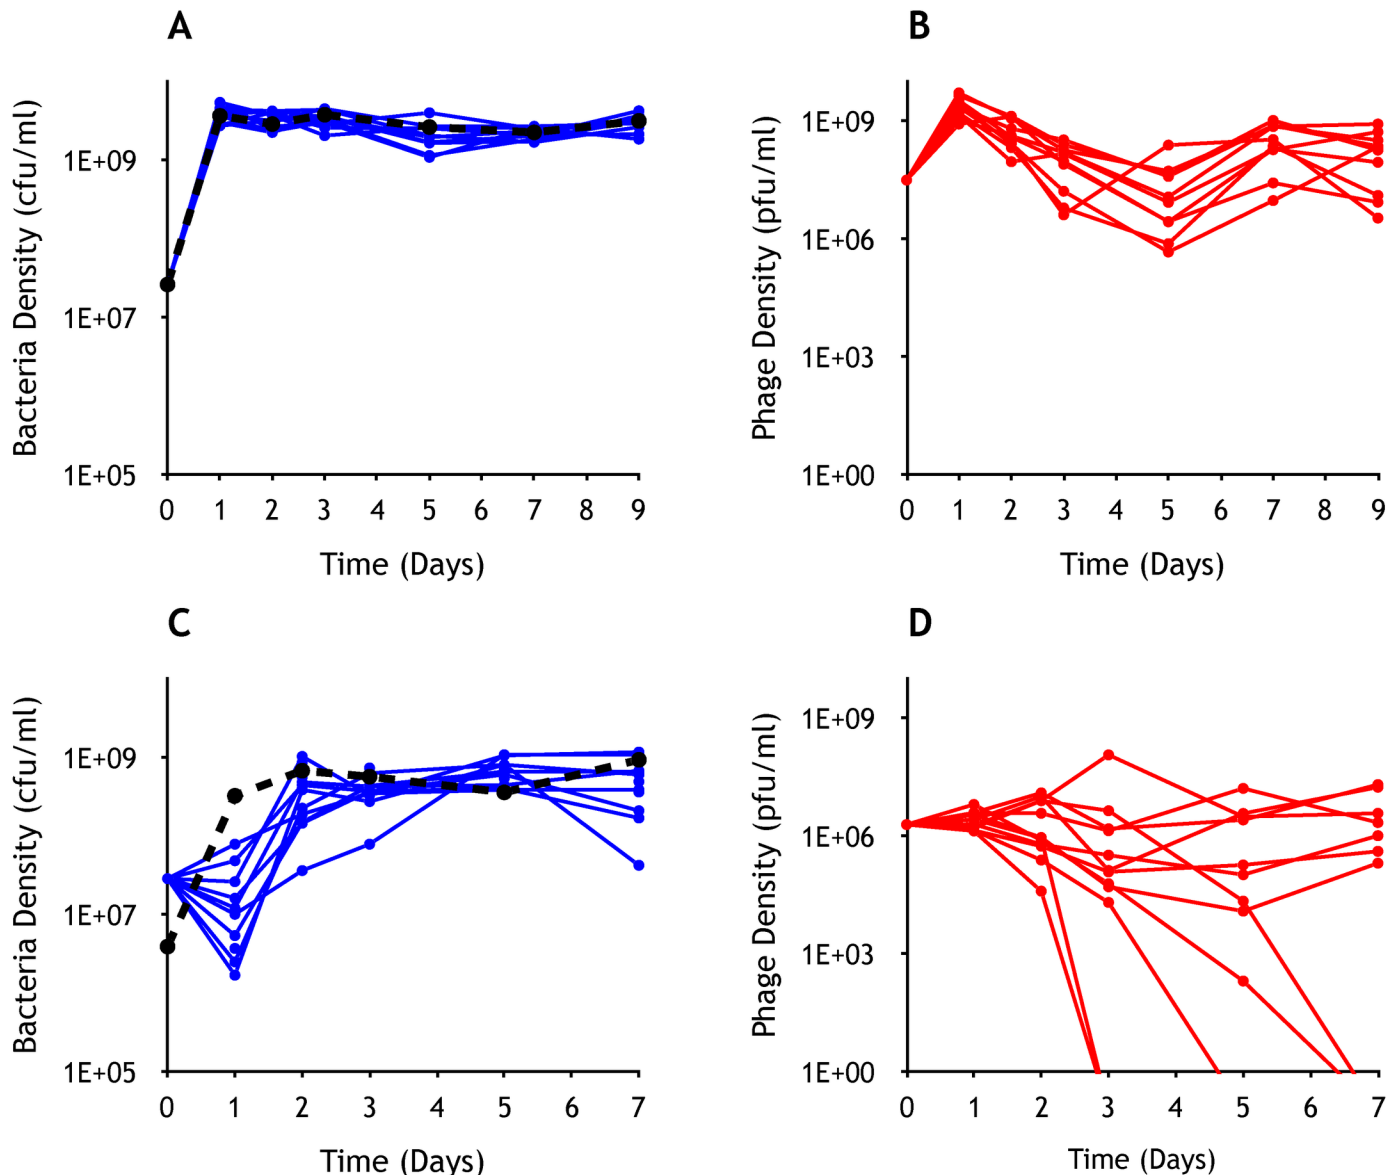 A
Bacteria Density (cfu/ml)
1E+09
1E+07
1E+05
0 1 2 3 4 5 6 7 8 9
Time (Days)
B
Phage Density (pfu/ml)
1E+09
1E+06
1E+03
1E+00
0 1 2 3 4 5 6 7 8 9
Time (Days)
C
Bacteria Density (cfu/ml)
1E+09
1E+07
1E+05
0 1 2 3 4 5 6 7
Time (Days)
D
Phage Density (pfu/ml)
1E+09
1E+06
1E+03
1E+00
0 1 2 3 4 5 6 7
Time (Days)